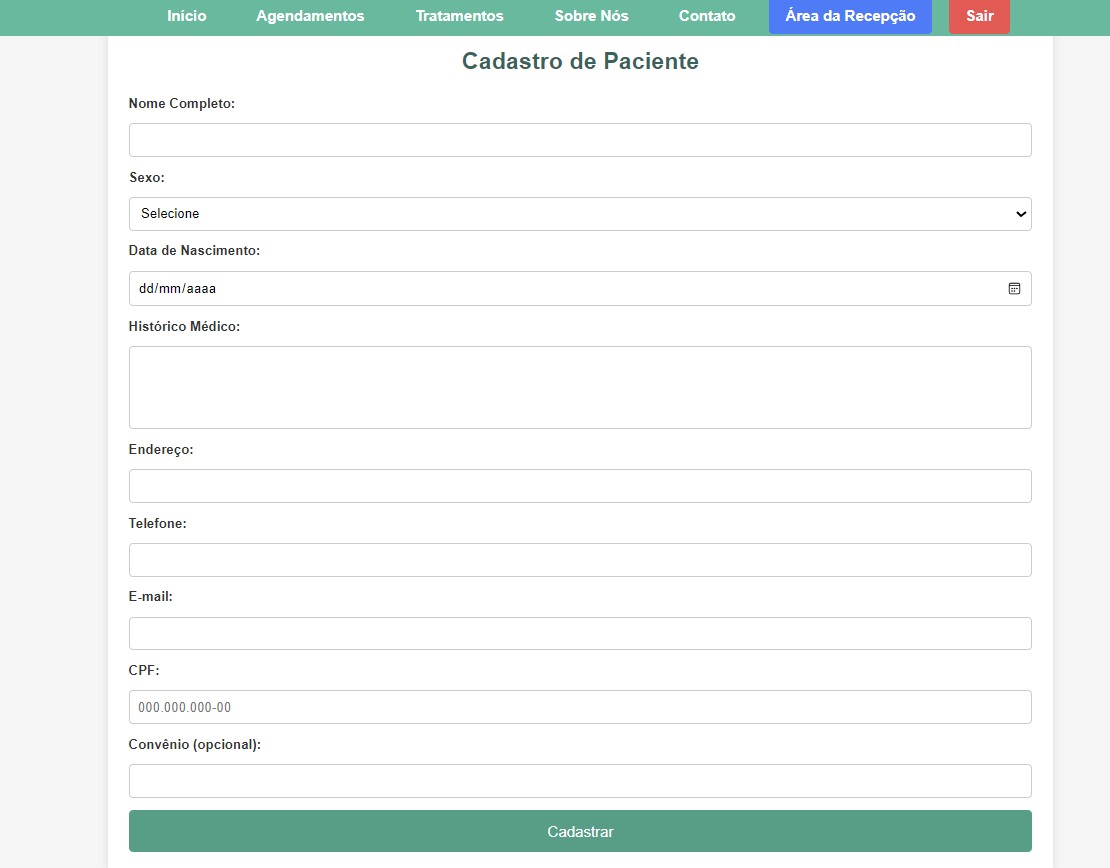 Início Agendamentos Tratamentos Sobre Nós Contato Área da Recepção Sair
Cadastro de Paciente
Nome Completo:
Sexo:
Selecione
Data de Nascimento:
dd/mm/aaaa
Histórico Médico:
Endereço:
Telefone:
E-mail:
CPF:
000.000.000-00
Convênio (opcional):
Cadastrar